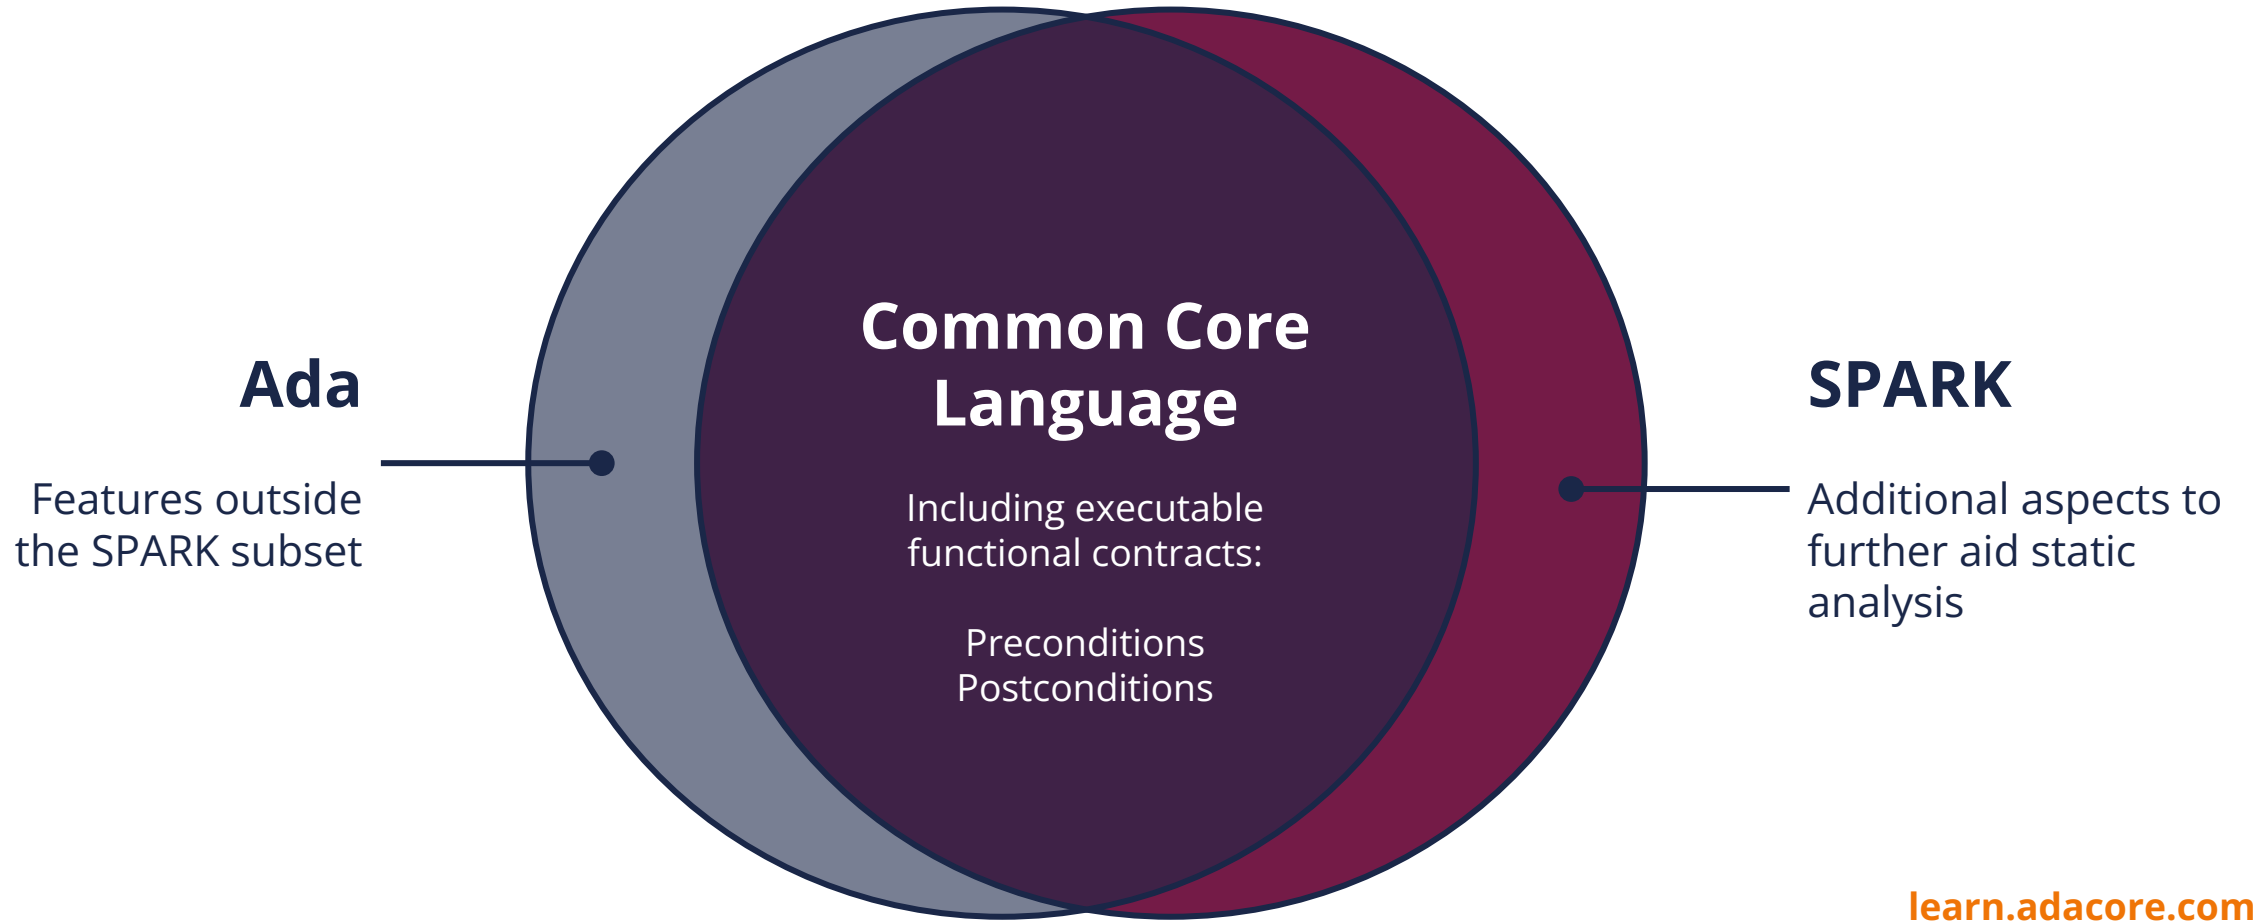 Ada
Features outside
the SPARK subset
Common Core
Language
Including executable
functional contracts:
Preconditions
Postconditions
SPARK
Additional aspects to
further aid static
analysis
learn.adacore.com